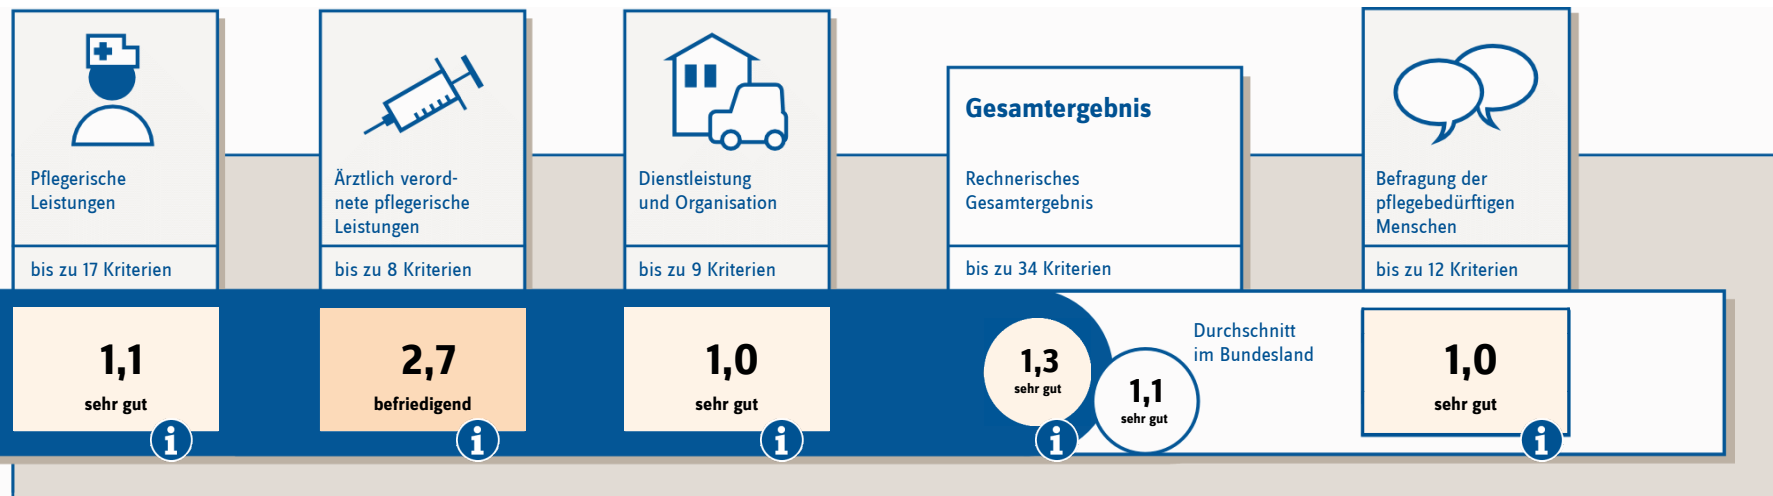 Pflegerische
Leistungen
bis zu 17 Kriterien
1,1
sehr gut
i
Ärztlich verord-
nete pflegerische
Leistungen
bis zu 8 Kriterien
2,7
befriedigend
i
Dienstleistung
und Organisation
bis zu 9 Kriterien
1,0
sehr gut
i
Gesamtergebnis
Rechnerisches
Gesamtergebnis
bis zu 34 Kriterien
1,3
sehr gut
i
Durchschnitt
im Bundesland
1,1
sehr gut
Befragung der
pflegebedürftigen
Menschen
bis zu 12 Kriterien
1,0
sehr gut
i